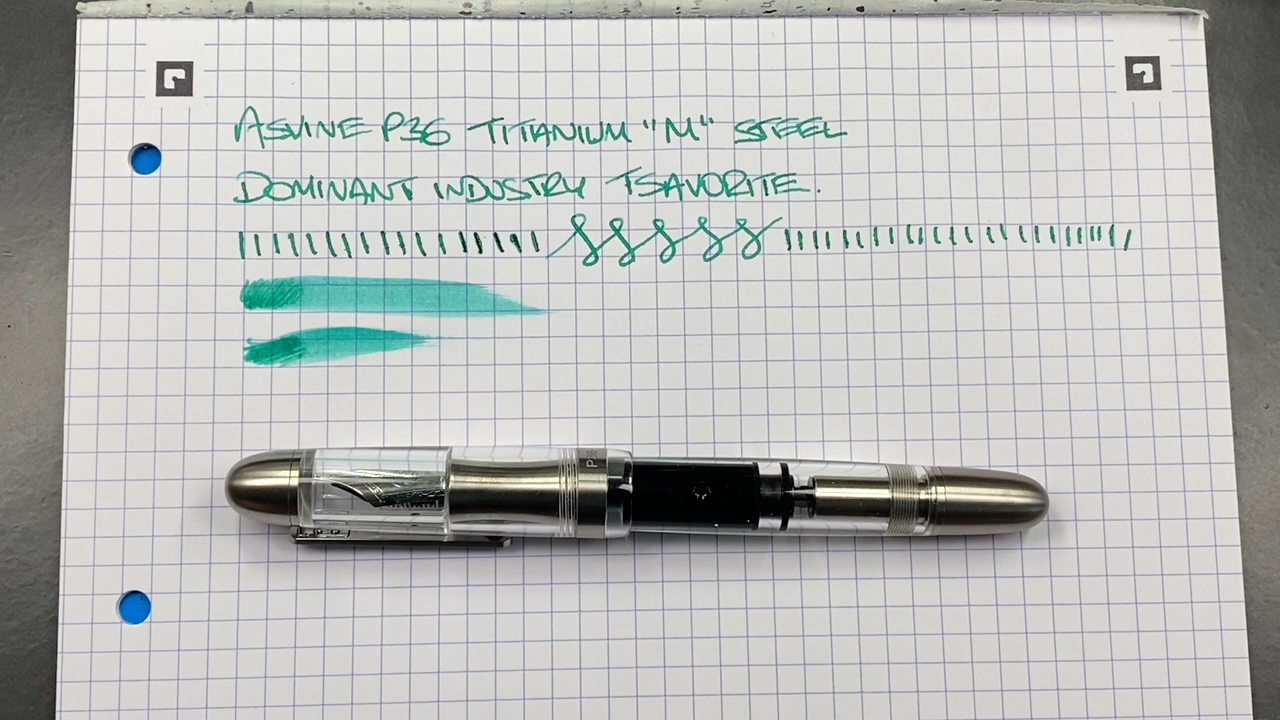 ASVINE P36 TITANIUM "M" STEEL
DOMINANT INDUSTRY TSAVORITE.